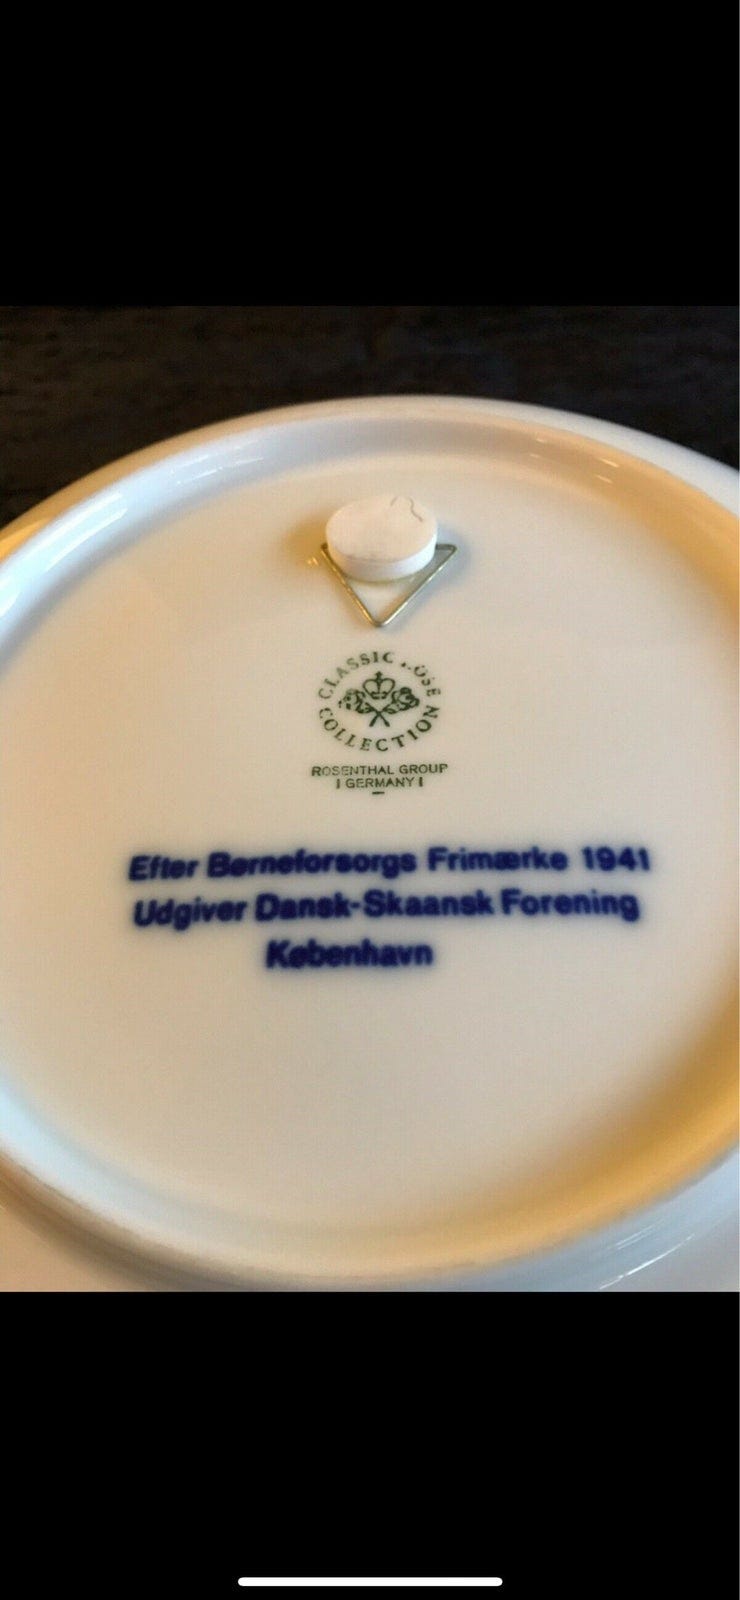 CLASSIC ROSE
COLLECTION
ROSENTHAL GROUP
GERMANY
Efter Børneforsorgs Frimærke 1941
Udgiver Dansk-Skaansk Forening
København